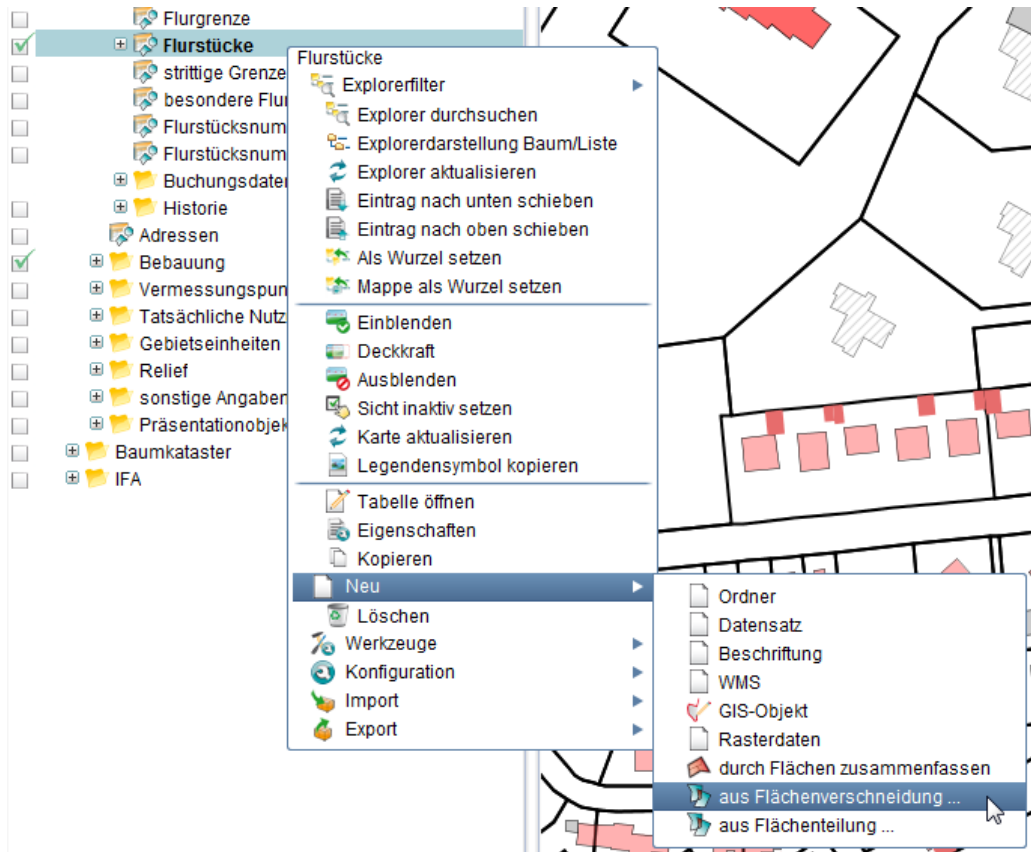 Flurgrenze
Flurstücke
strittige Grenze
besondere Flur
Flurstücksnum
Flurstücksnum
Buchungsdaten
Historie
Adressen
Bebauung
Vermessungspun
Tatsächliche Nutz
Gebietseinheiten
Relief
sonstige Angaben
Präsentationobjek
Baumkataster
IFA
Flurstücke
Explorerfilter
Explorer durchsuchen
Explorerdarstellung Baum/Liste
Explorer aktualisieren
Eintrag nach unten schieben
Eintrag nach oben schieben
Als Wurzel setzen
Mappe als Wurzel setzen
Einblenden
Deckkraft
Ausblenden
Sicht inaktiv setzen
Karte aktualisieren
Legendensymbol kopieren
Tabelle öffnen
Eigenschaften
Kopieren
Neu
Löschen
Werkzeuge
Konfiguration
Import
Export
Ordner
Datensatz
Beschriftung
WMS
GIS-Objekt
Rasterdaten
durch Flächen zusammenfassen
aus Flächenverschneidung ...
aus Flächenteilung ...